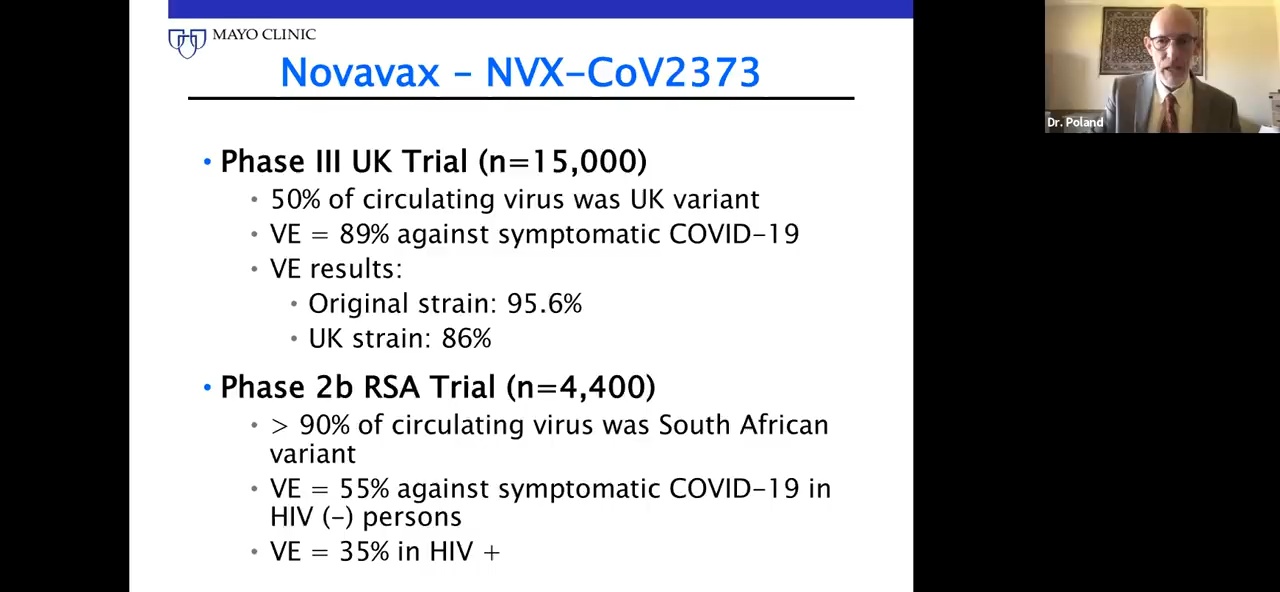 MAYO CLINIC
Novavax – NVX-CoV2373
• Phase III UK Trial (n=15,000)
• 50% of circulating virus was UK variant
• VE = 89% against symptomatic COVID-19
• VE results:
• Original strain: 95.6%
• UK strain: 86%
• Phase 2b RSA Trial (n=4,400)
• > 90% of circulating virus was South African
variant
• VE = 55% against symptomatic COVID-19 in
HIV (-) persons
• VE = 35% in HIV +
Dr. Poland